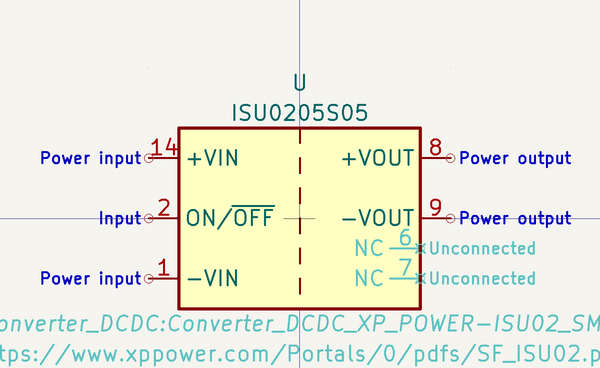 U
ISU0205S05
Power input 14 +VIN +VOUT 8 Power output
Input 2 ON/OFF -VOUT 9 Power output
NC 6 Unconnected
Power input 1 -VIN NC 7 Unconnected
onverter_DCDC:Converter_DCDC_XP_POWER-ISU02_SM
tps://www.xppower.com/Portals/0/pdfs/SF_ISU02.p